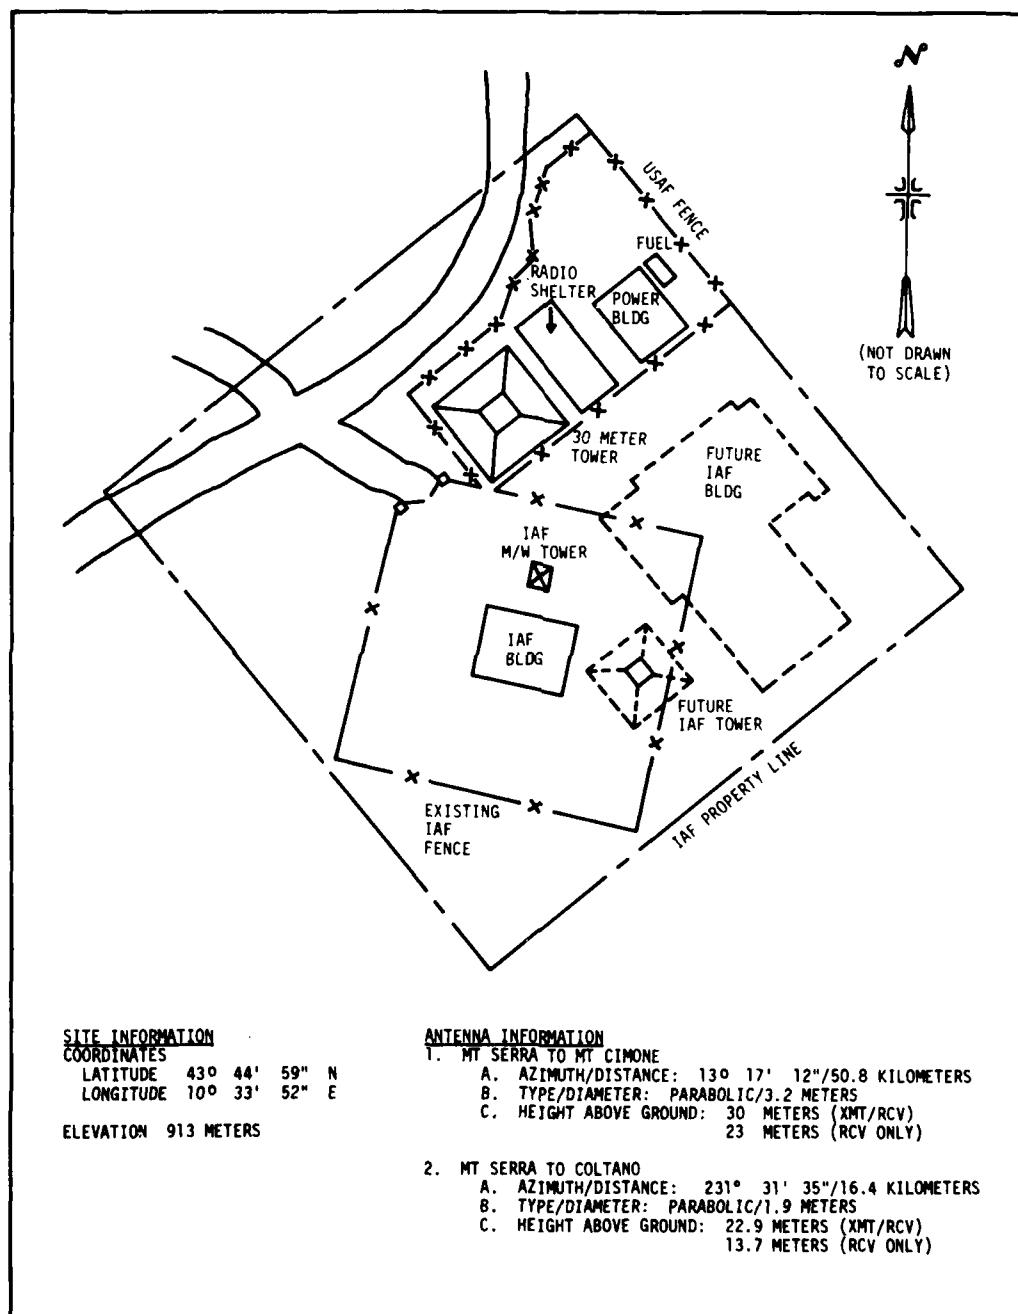 N
USAF FENCE
FUEL
RADIO
SHELTER
POWER
BLDG
(NOT DRAWN
TO SCALE)
30 METER
TOWER
FUTURE
IAF
BLDG
IAF
M/W TOWER
IAF
BLDG
FUTURE
IAF TOWER
IAF PROPERTY LINE
EXISTING
IAF
FENCE
SITE INFORMATION
COORDINATES
LATITUDE 43º 44' 59" N
LONGITUDE 10º 33' 52" E
ELEVATION 913 METERS
ANTENNA INFORMATION
1. MT SERRA TO MT CIMONE
A. AZIMUTH/DISTANCE: 13º 17' 12"/50.8 KILOMETERS
B. TYPE/DIAMETER: PARABOLIC/3.2 METERS
C. HEIGHT ABOVE GROUND: 30 METERS (XMT/RCV)
23 METERS (RCV ONLY)
2. MT SERRA TO COLTANO
A. AZIMUTH/DISTANCE: 231° 31' 35"/16.4 KILOMETERS
B. TYPE/DIAMETER: PARABOLIC/1.9 METERS
C. HEIGHT ABOVE GROUND: 22.9 METERS (XMT/RCV)
13.7 METERS (RCV ONLY)